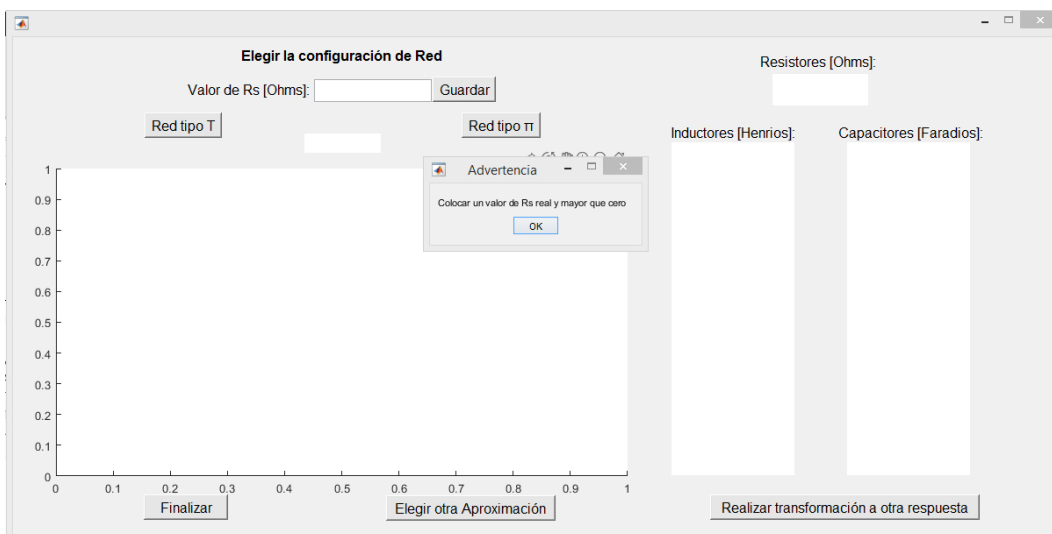 Elegir la configuración de Red
Resistores [Ohms]:
Valor de Rs [Ohms]:
Guardar
Red tipo T
Red tipo π
Inductores [Henrios]:
Capacitores [Faradios]:
Advertencia
Colocar un valor de Rs real y mayor que cero
OK
1
0.9
0.8
0.7
0.6
0.5
0.4
0.3
0.2
0.1
0
0 0.1 0.2 0.3 0.4 0.5 0.6 0.7 0.8 0.9 1
Finalizar
Elegir otra Aproximación
Realizar transformación a otra respuesta